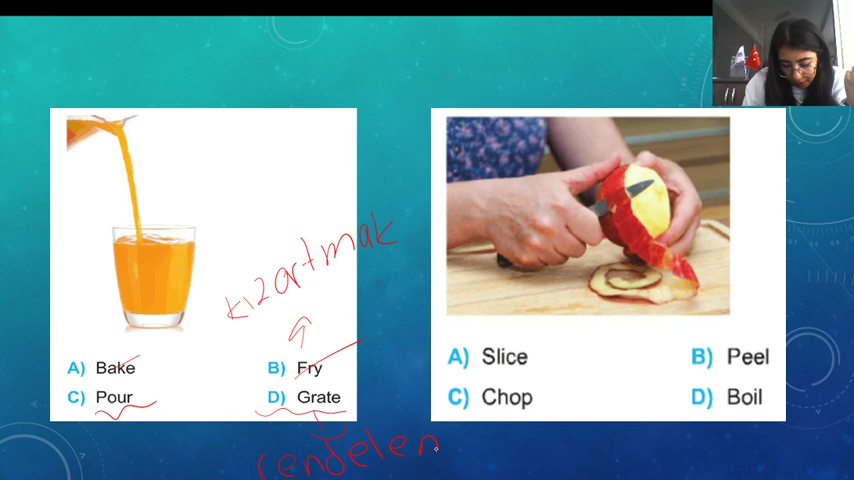 kızartmak
A) Bake
B) Fry
C) Pour
D) Grate
rendelen
A) Slice
B) Peel
C) Chop
D) Boil